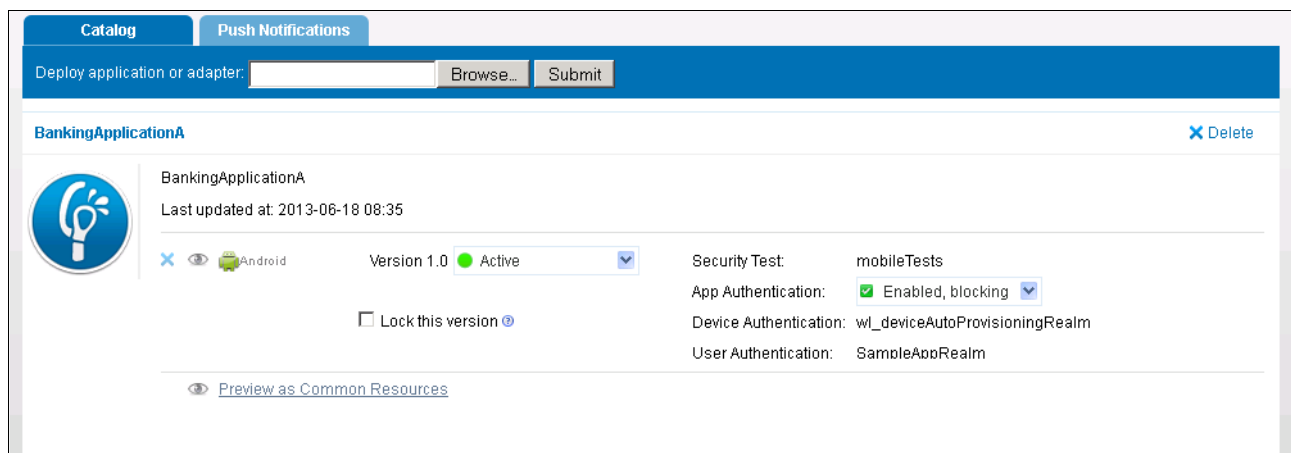 Catalog Push Notifications
Deploy application or adapter: Browse... Submit
BankingApplicationA Delete
BankingApplicationA
Last updated at: 2013-06-18 08:35
Android Version 1.0 Active Security Test: mobileTests
App Authentication: Enabled, blocking
Lock this version Device Authentication: wl_deviceAutoProvisioningRealm
User Authentication: SampleAppRealm
Preview as Common Resources